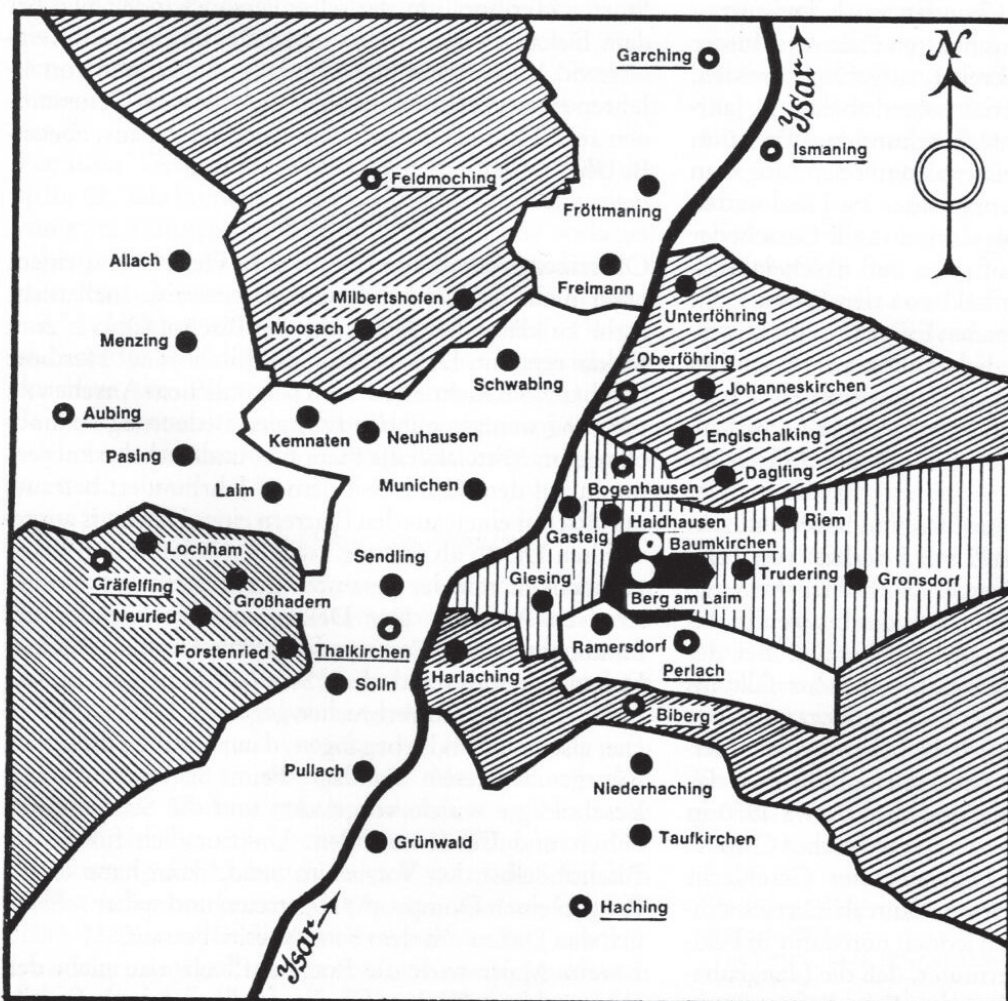 Garching
Ysar
N
Ismaning
Feldmoching
Fröttmaning
Allach
Freimann
Milbertshofen
Unterföhring
Moosach
Menzing
Oberföhring
Schwabing
Johanneskirchen
Aubing
Kemnaten
Neuhausen
Englschalking
Pasing
Daglfing
Laim
Munichen
Bogenhausen
Haidhausen
Riem
Gasteig
Lochham
Sendling
Baumkirchen
Gräfelfing
Giesing
Trudering
Gronsdorf
Großhadern
Berg am Laim
Neuried
Forstenried
Thalkirchen
Ramersdorf
Harlaching
Perlach
Solln
Biberg
Pullach
Niederhaching
Grünwald
Taufkirchen
Haching
Ysar